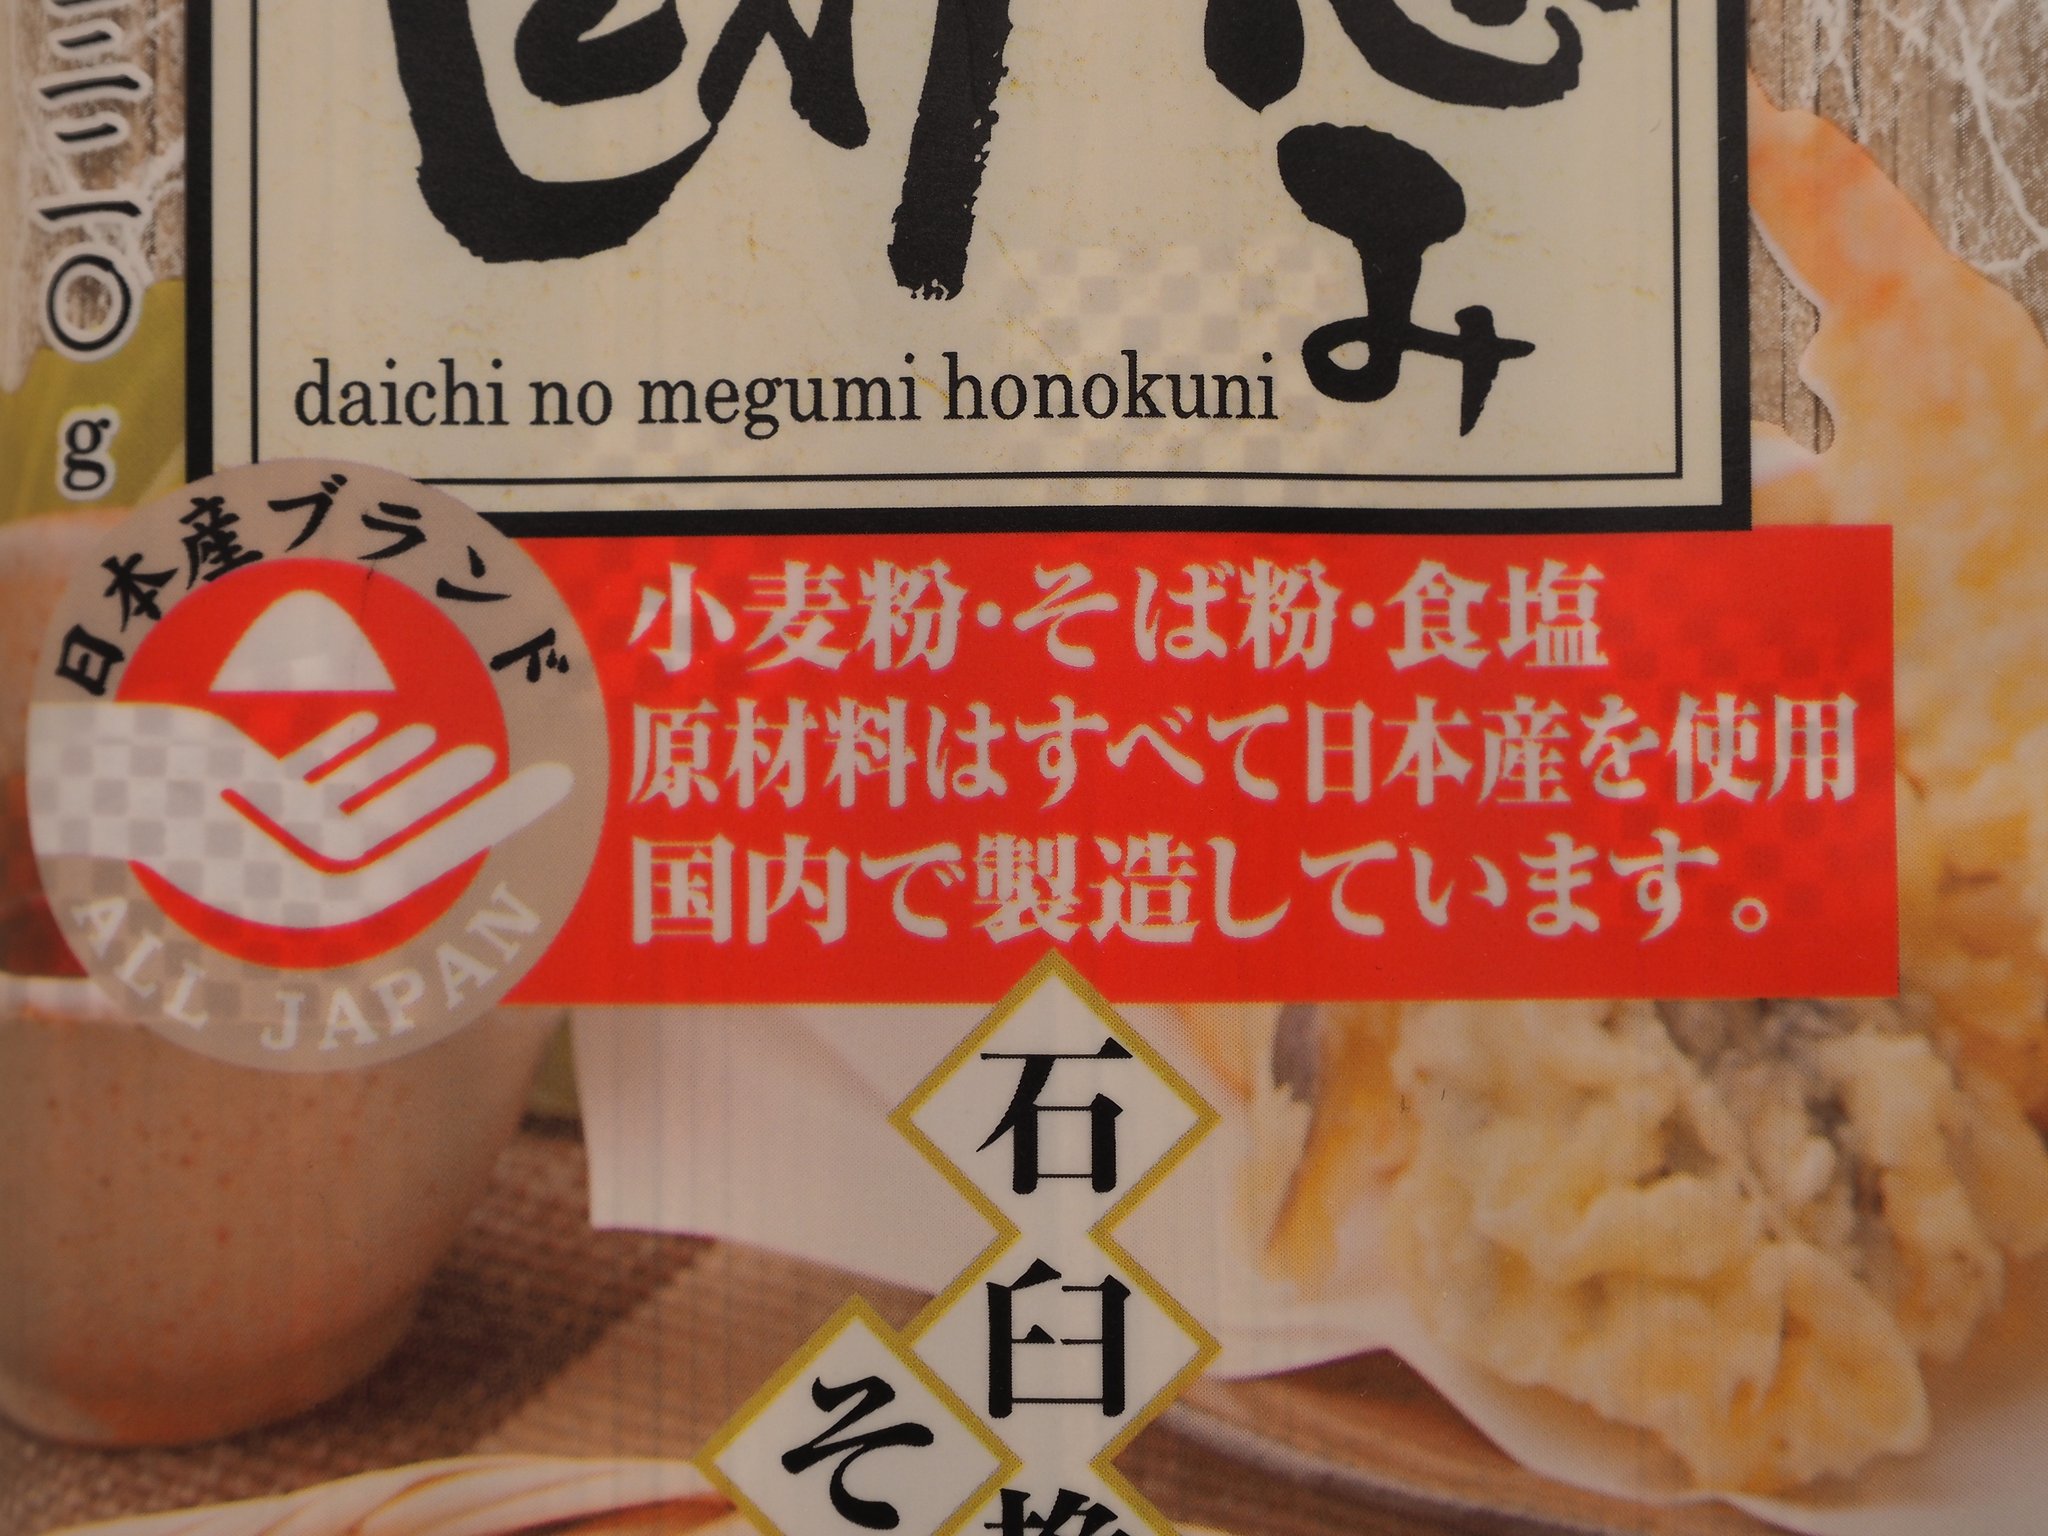 み
daichi no megumi honokuni
g
日本産ブランド
ALL JAPAN
小麦粉・そば粉・食塩
原材料はすべて日本産を使用
国内で製造しています。
石臼
そ